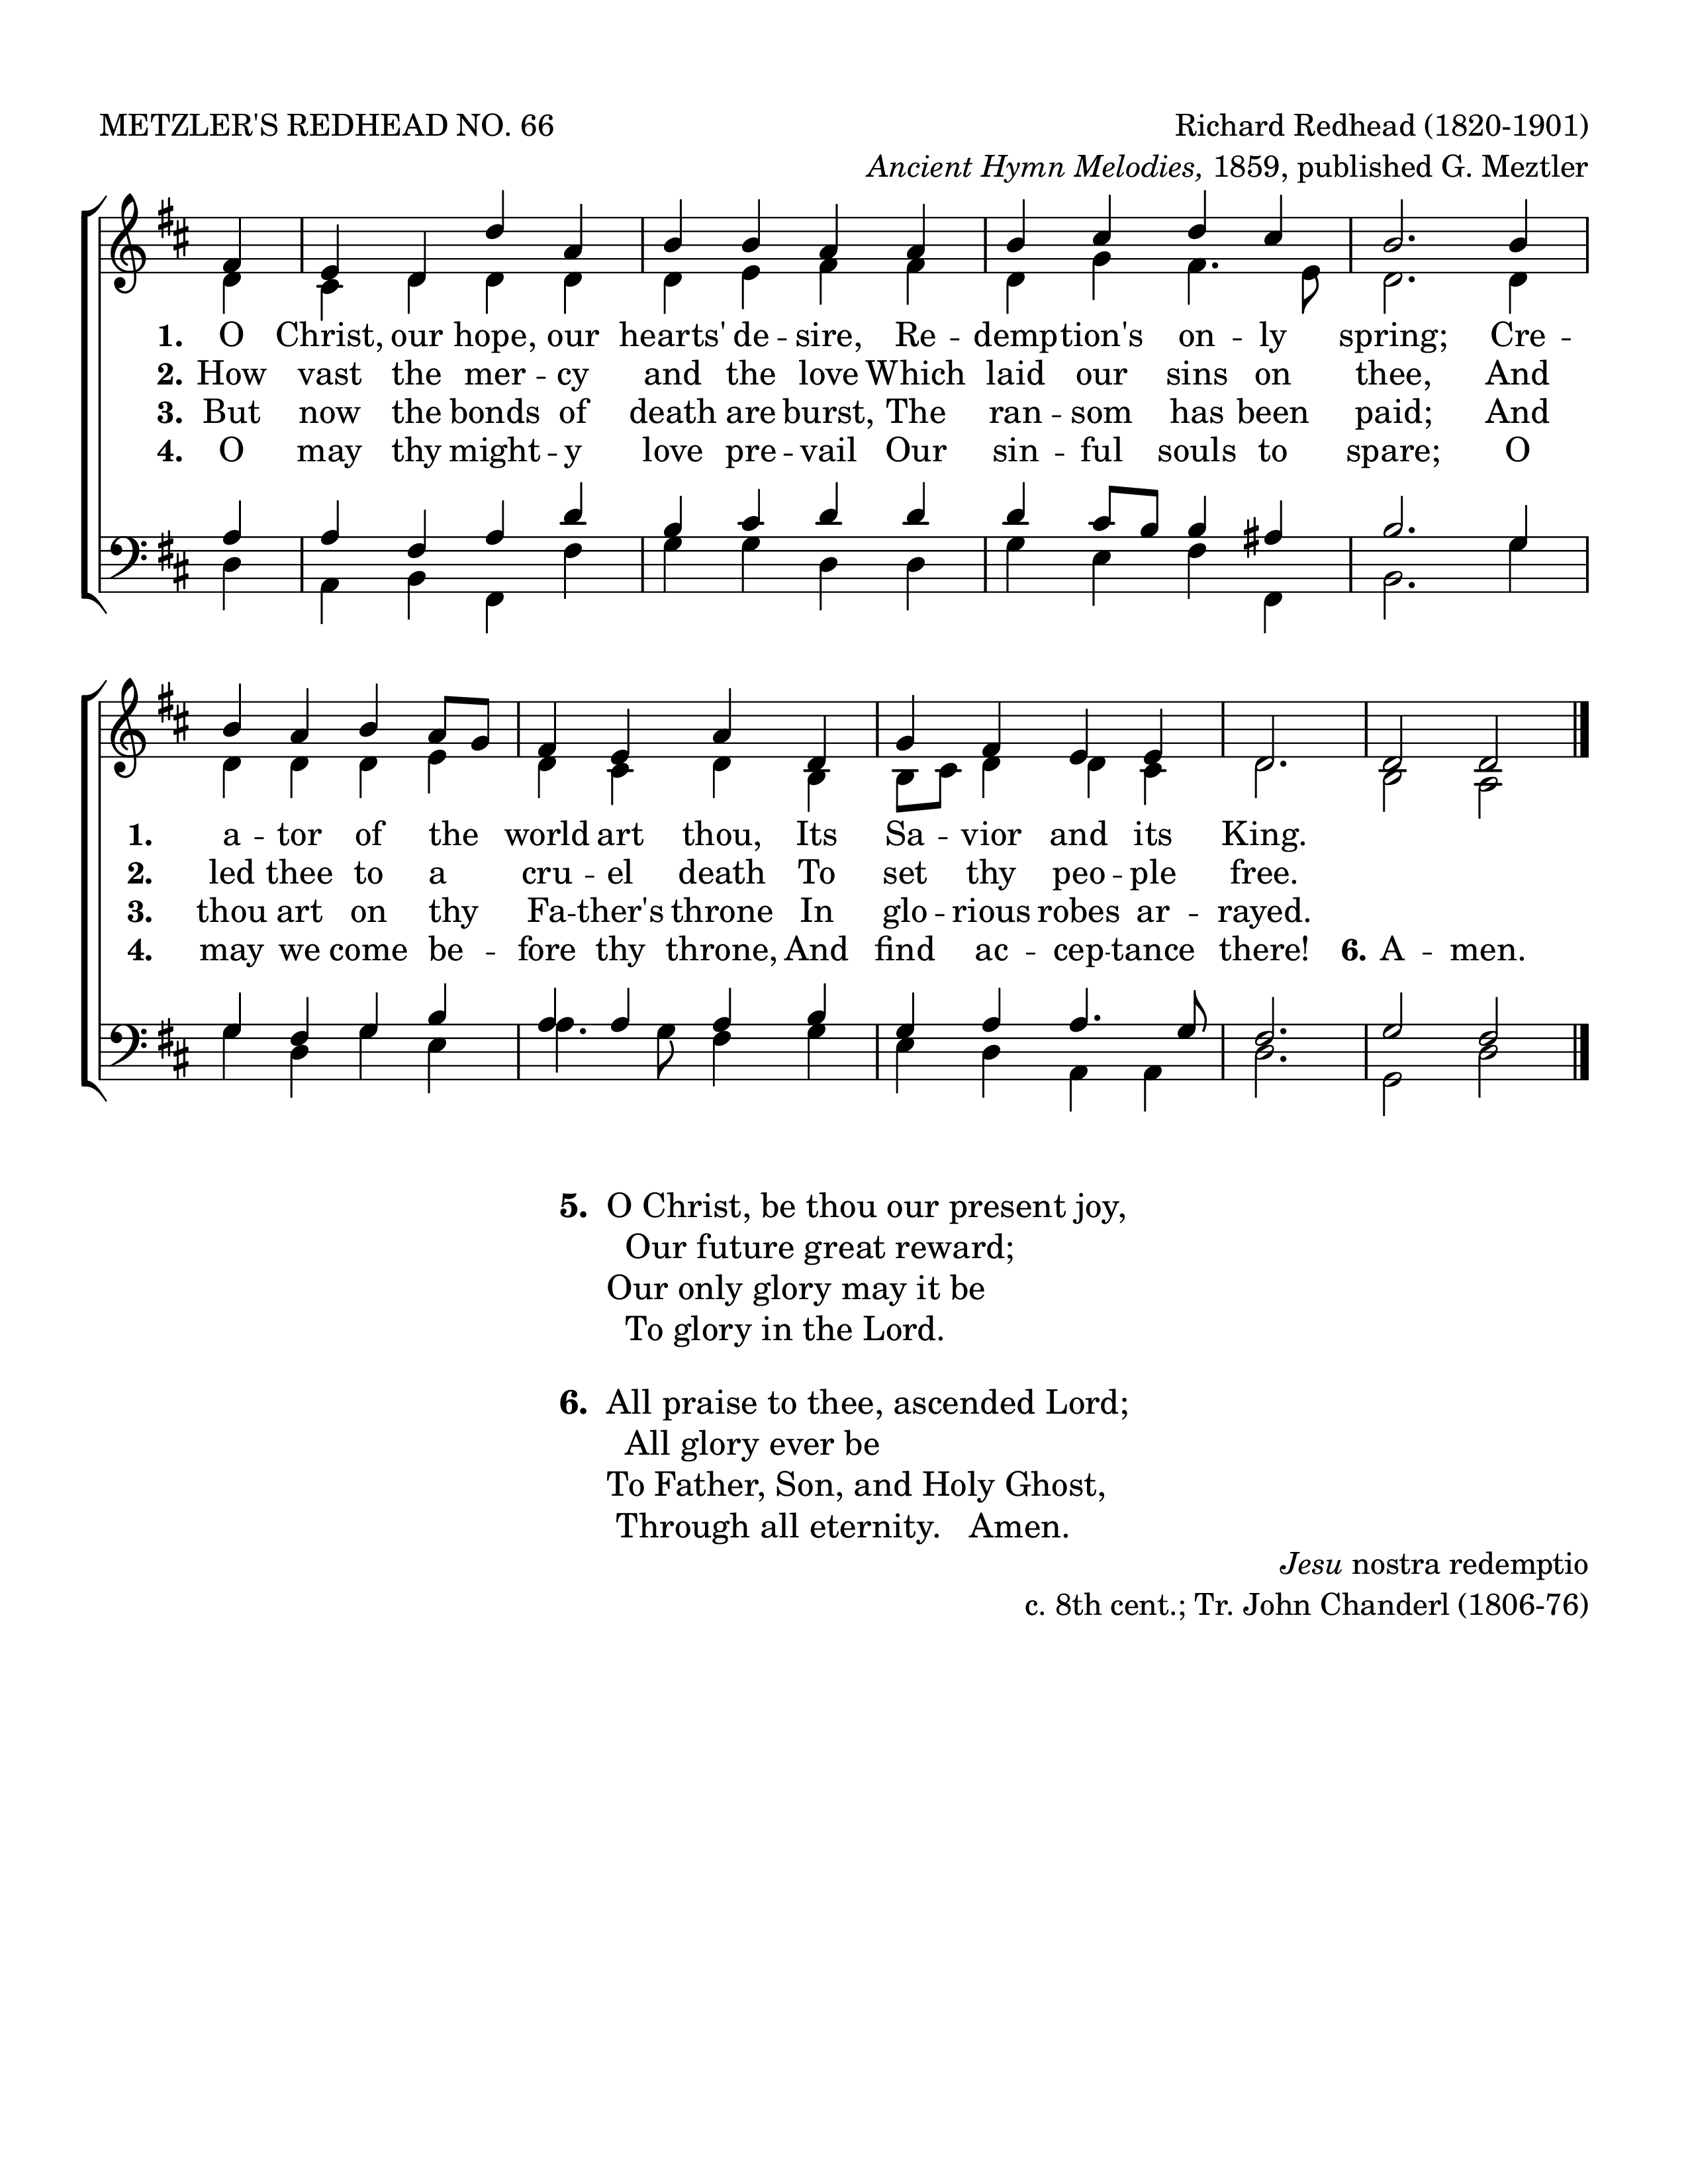 METZLER'S REDHEAD NO. 66
Richard Redhead (1820-1901)
Ancient Hymn Melodies, 1859, published G. Meztler
1. O Christ, our hope, our hearts' de -- sire, Re -- demption's on -- ly spring; Cre --
2. How vast the mer -- cy and the love Which laid our sins on thee, And
3. But now the bonds of death are burst, The ran -- som has been paid; And
4. O may thy might -- y love pre -- vail Our sin -- ful souls to spare; O
1. a -- tor of the world art thou, Its Sa -- vior and its King.
2. led thee to a cru -- el death To set thy peo -- ple free.
3. thou art on thy Fa -- ther's throne In glo -- rious robes ar -- rayed.
4. may we come be -- fore thy throne, And find ac -- cep -- tance there! 6. A -- men.
5. O Christ, be thou our present joy,
Our future great reward;
Our only glory may it be
To glory in the Lord.
6. All praise to thee, ascended Lord;
All glory ever be
To Father, Son, and Holy Ghost,
Through all eternity. Amen.
Jesu nostra redemptio
c. 8th cent.; Tr. John Chanderl (1806-76)